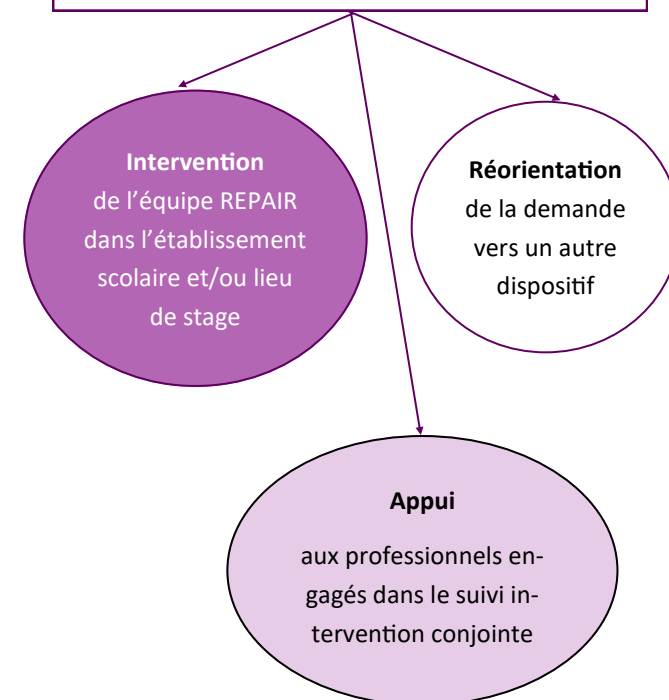 Intervention
de l’équipe REPAIR
dans l’établissement
scolaire et/ou lieu
de stage
Réorientation
de la demande
vers un autre
dispositif
Appui
aux professionnels en-
gagés dans le suivi in-
tervention conjointe